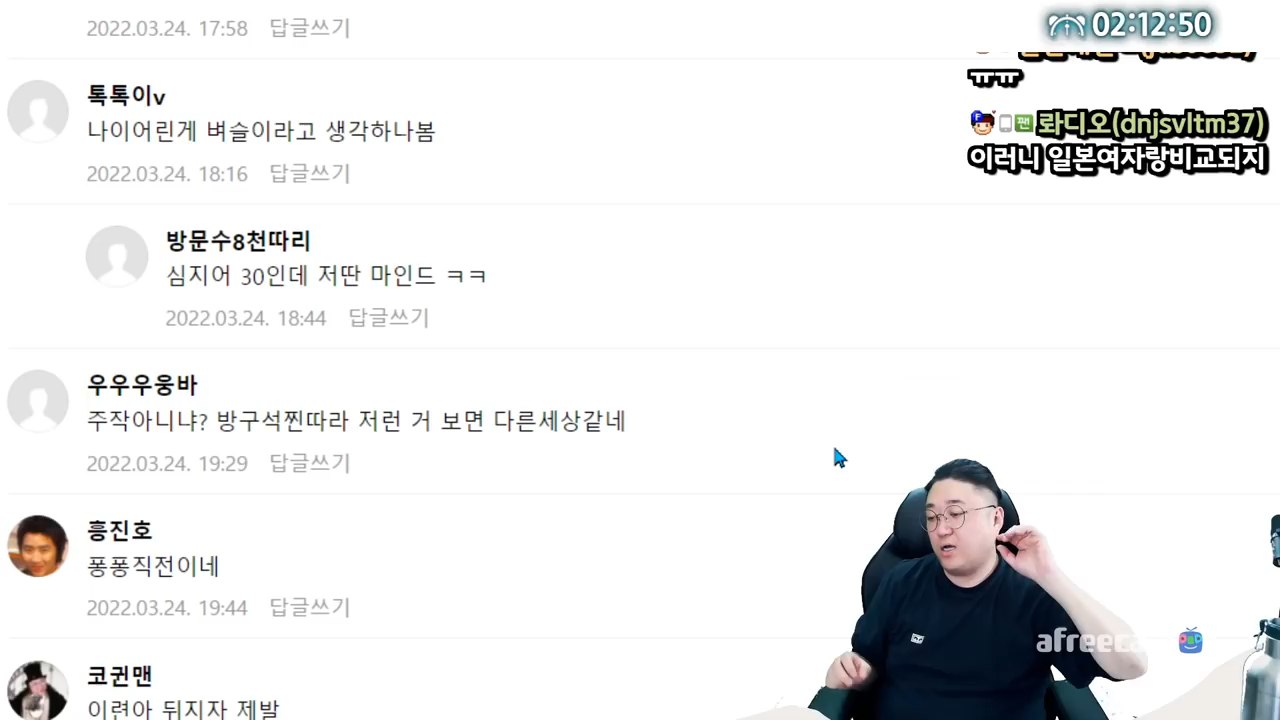 2022.03.24. 17:58 답글쓰기
톡톡이v
나이어린게 벼슬이라고 생각하나봄
2022.03.24. 18:16 답글쓰기
방문수8천따리
심지어 30인데 저딴 마인드 ㅋㅋ
2022.03.24. 18:44 답글쓰기
우우우웅바
주작아니냐? 방구석찐따라 저런 거 보면 다른세상같네
2022.03.24. 19:29 답글쓰기
흥진호
퐁퐁직전이네
2022.03.24. 19:44 답글쓰기
코권맨
이련아 뒤지자 제발
02:12:50
ㅠㅠ
팬 롸디오(dnjsvltm37)
이러니 일본여자랑비교되지
afreeca